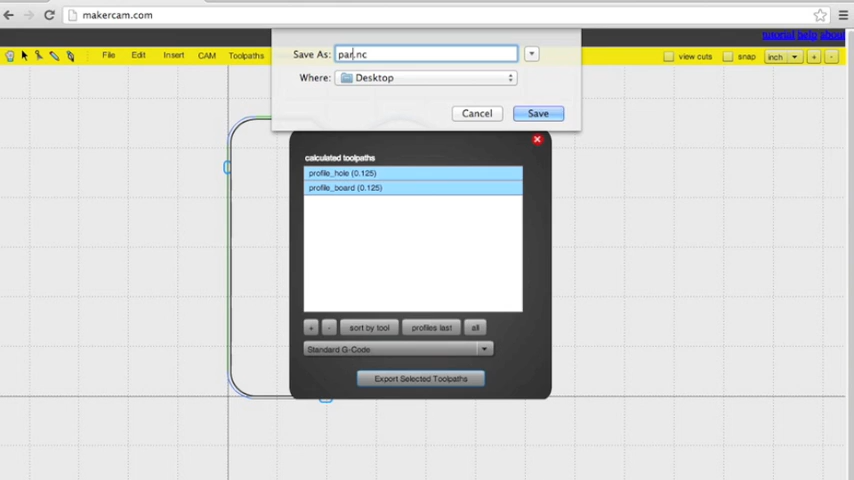 makercam.com
tutorial help about
File Edit Insert CAM Toolpaths
view cuts snap inch + -
Save As: par.nc
Where: Desktop
Cancel Save
calculated toolpaths
profile_hole (0.125)
profile_board (0.125)
+ - sort by tool profiles last all
Standard G-Code
Export Selected Toolpaths